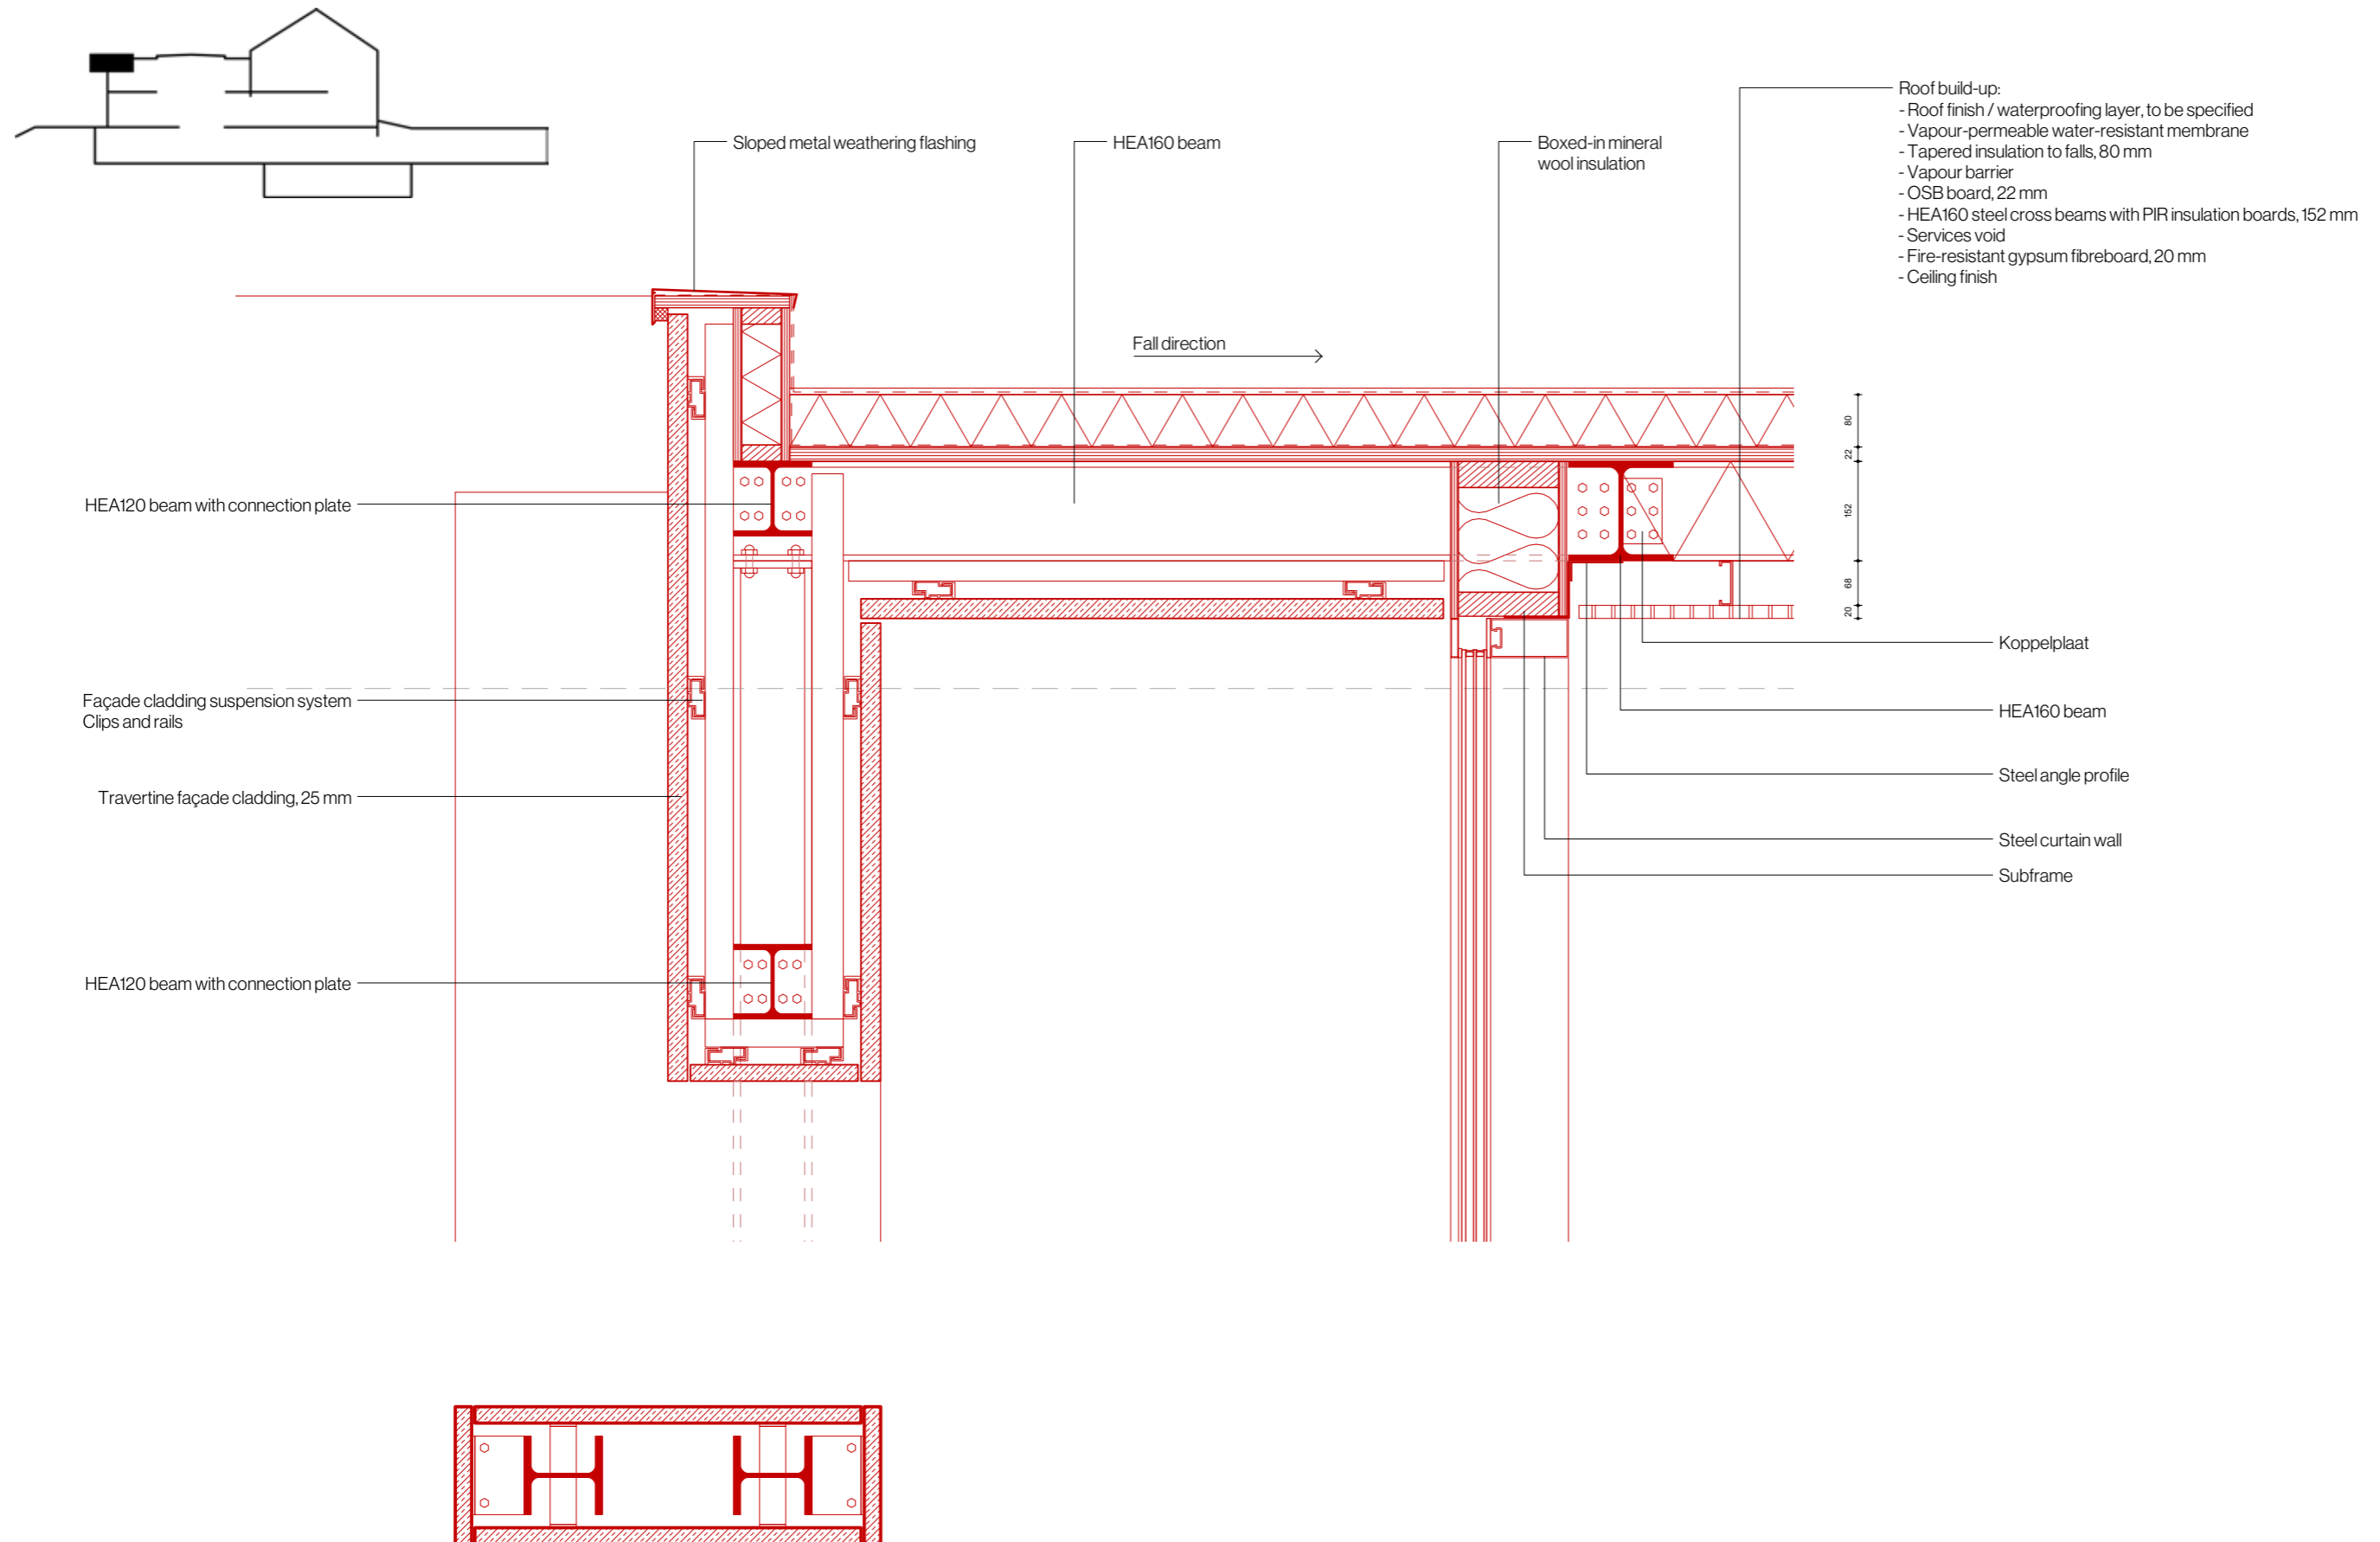 Roof build-up:
- Roof finish / waterproofing layer, to be specified
- Vapour-permeable water-resistant membrane
- Tapered insulation to falls, 80 mm
- Vapour barrier
- OSB board, 22 mm
- HEA160 steel cross beams with PIR insulation boards, 152 mm
- Services void
- Fire-resistant gypsum fibreboard, 20 mm
- Ceiling finish
Sloped metal weathering flashing
HEA160 beam
Boxed-in mineral
wool insulation
Fall direction
80
22
152
68
20
HEA120 beam with connection plate
Façade cladding suspension system
Clips and rails
Travertine façade cladding, 25 mm
HEA120 beam with connection plate
Koppelplaat
HEA160 beam
Steel angle profile
Steel curtain wall
Subframe